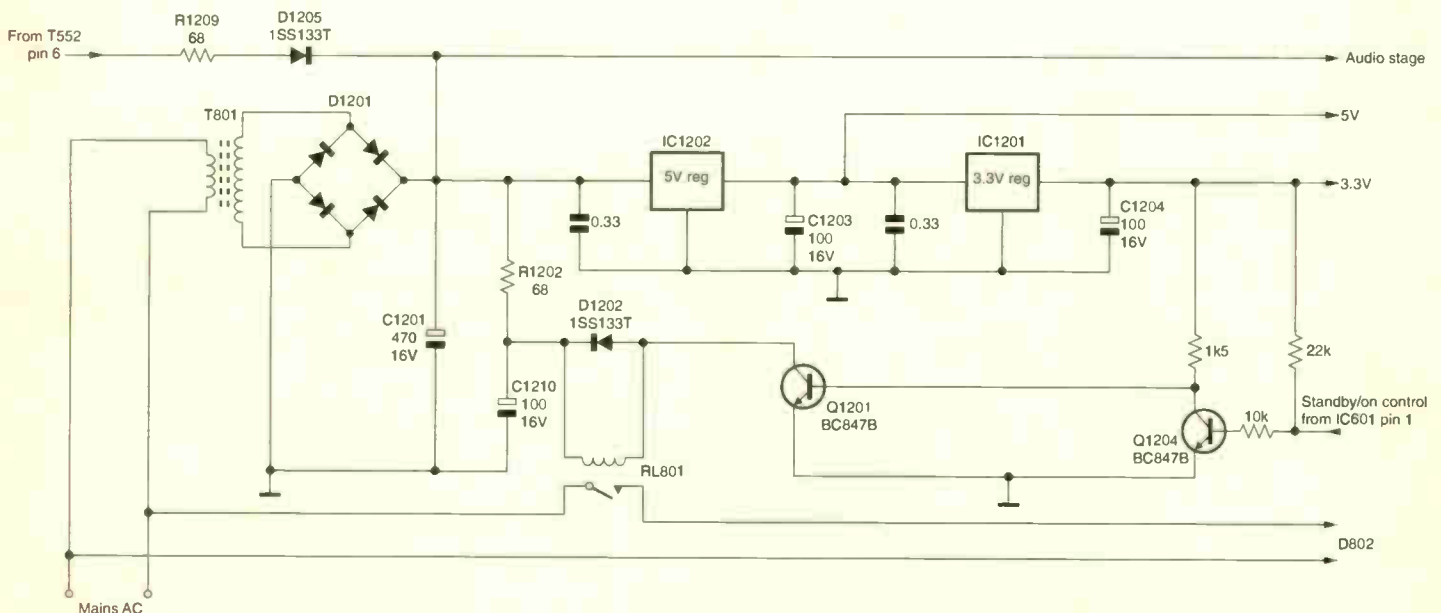 From T552
pin 6
R1209
68
D1205
1SS133T
Audio stage
T801
D1201
5V
IC1202
5V reg
IC1201
3.3V reg
3.3V
0.33
C1203
100
16V
0.33
C1204
100
16V
R1202
68
D1202
1SS133T
C1201
470
16V
C1210
100
16V
1k5
22k
Q1201
BC847B
Standby/on control
from IC601 pin 1
10k
Q1204
BC847B
RL801
D802
Mains AC